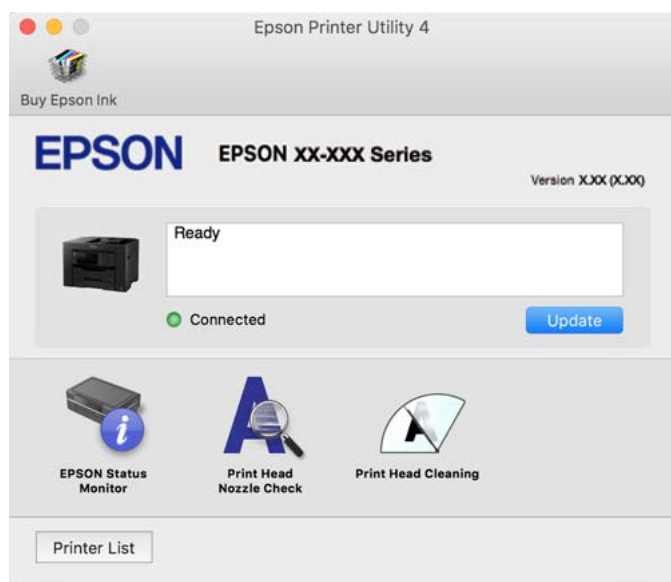 Epson Printer Utility 4
Buy Epson Ink
EPSON
EPSON XX-XXX Series
Version X.XX (X.XX)
Ready
Connected
Update
EPSON Status
Monitor
Print Head
Nozzle Check
Print Head Cleaning
Printer List